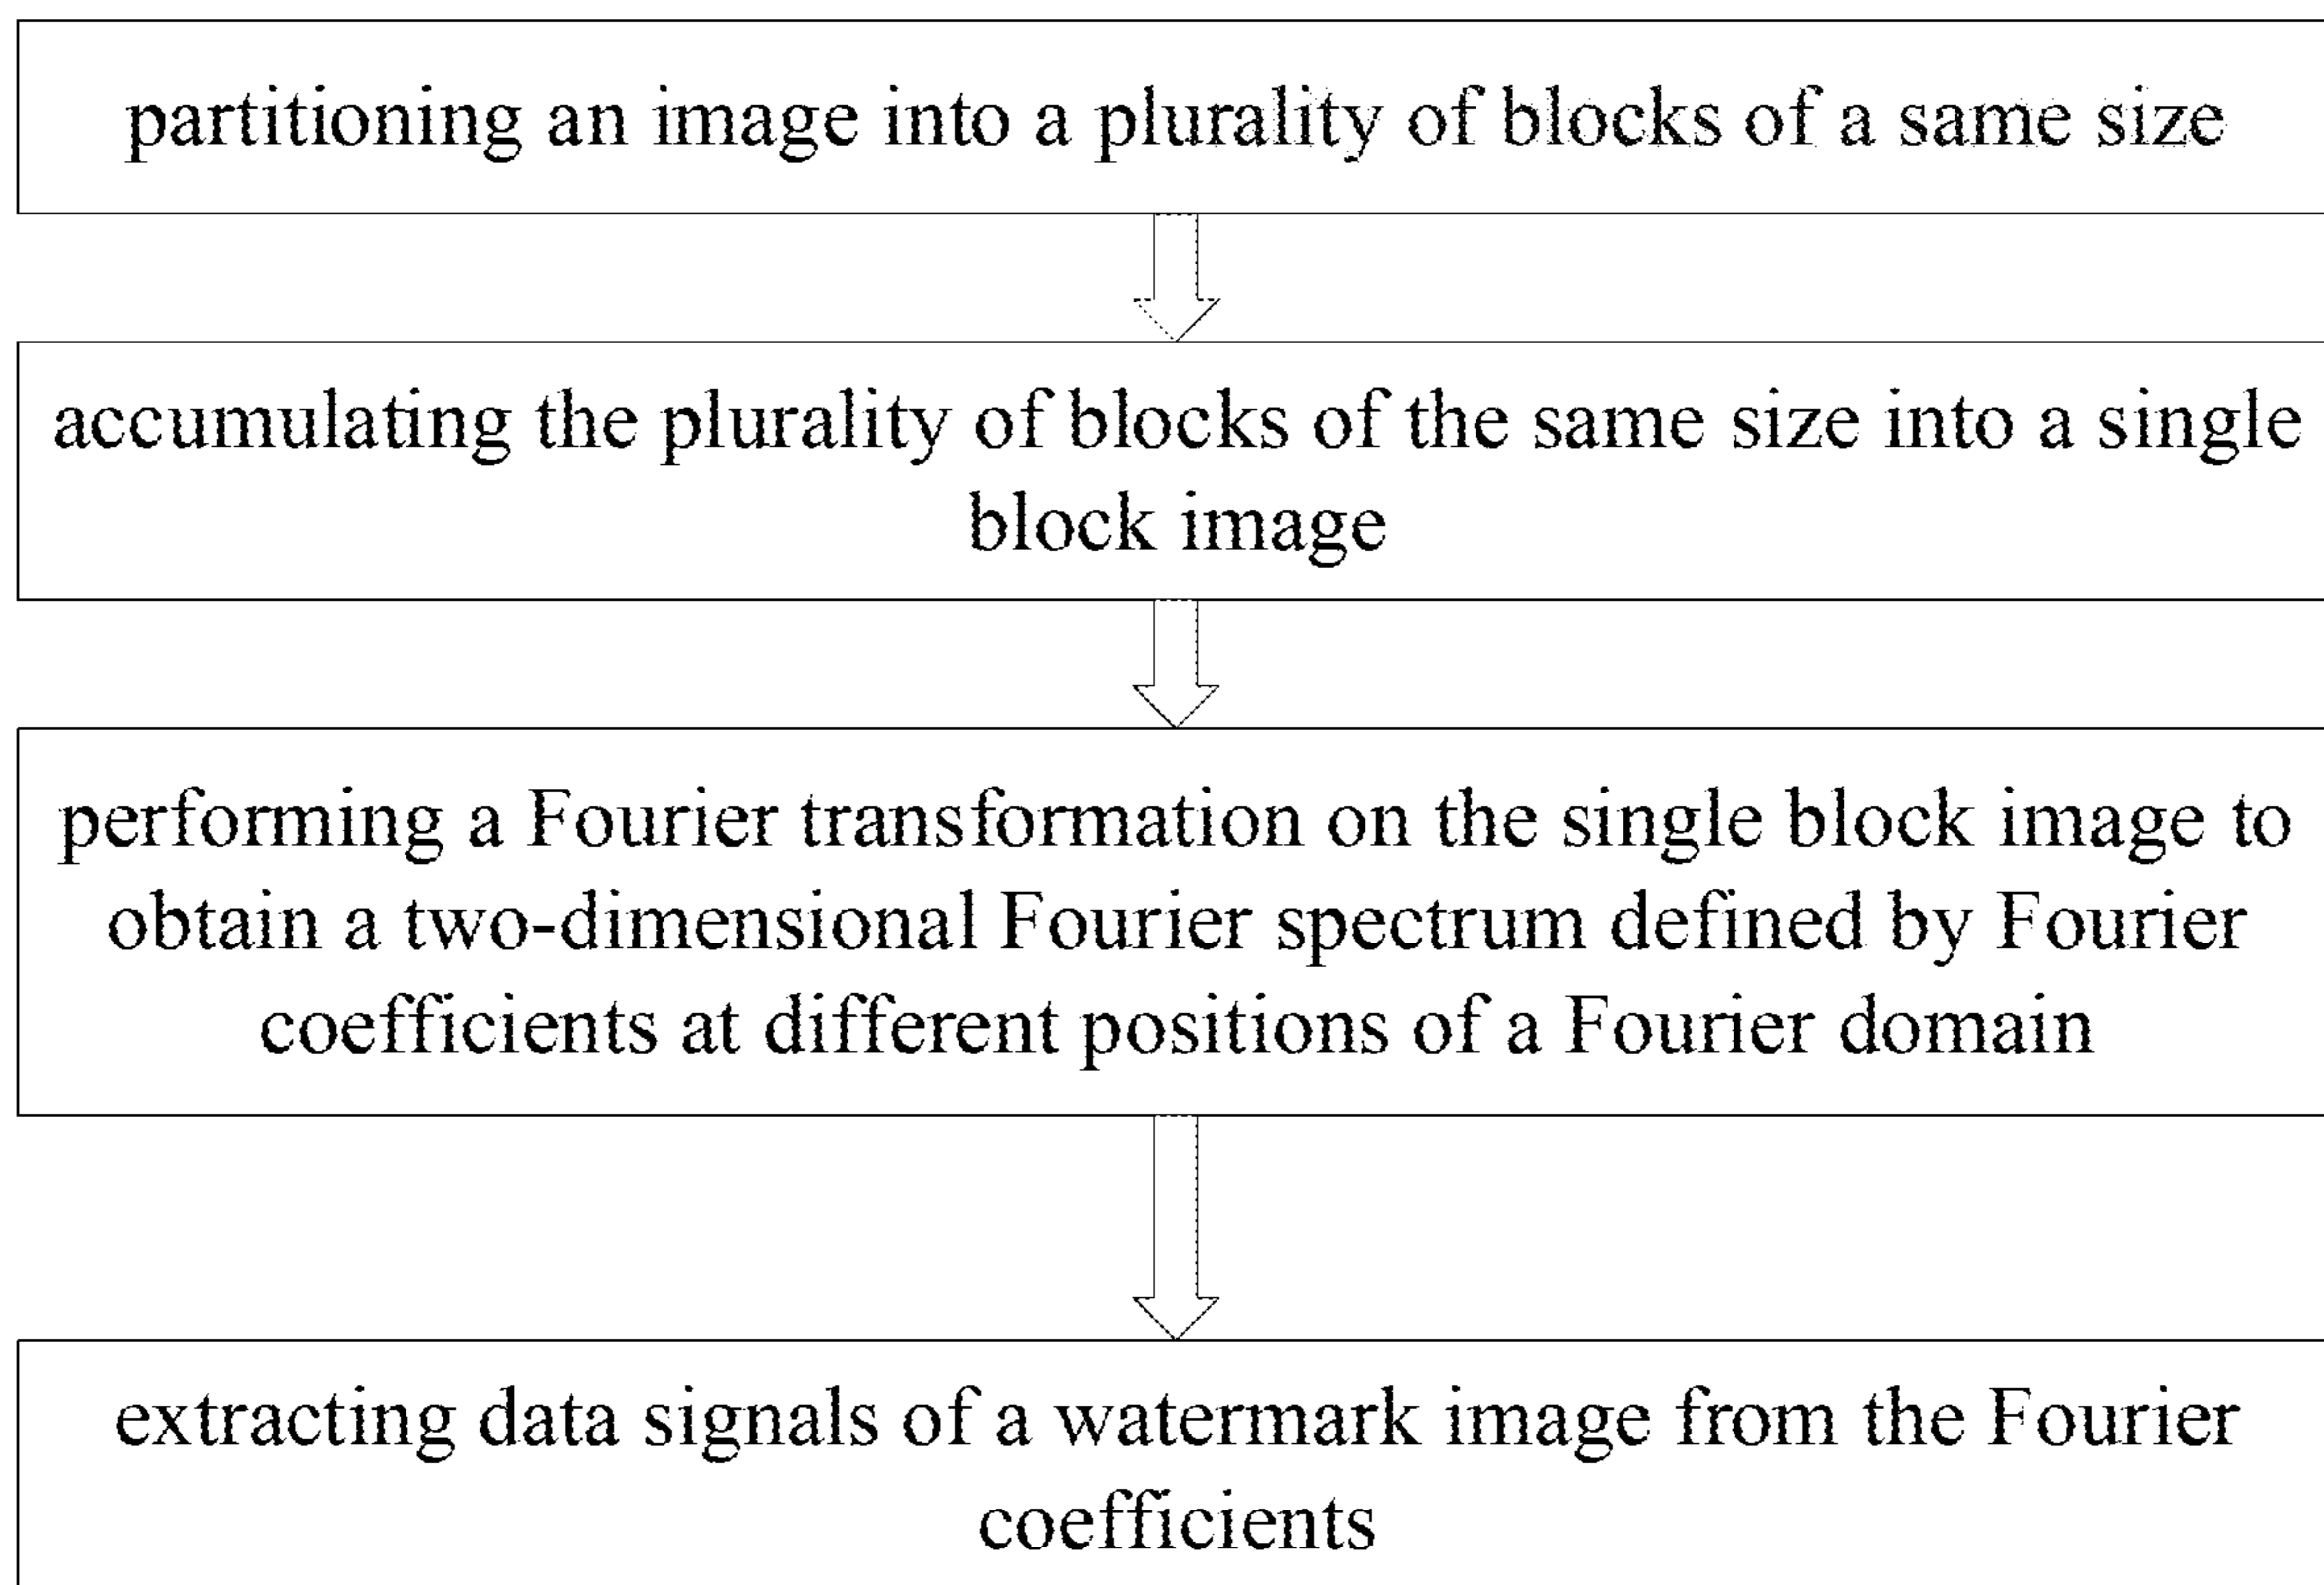 partitioning an image into a plurality of blocks of a same size
accumulating the plurality of blocks of the same size into a single
block image
performing a Fourier transformation on the single block image to
obtain a two-dimensional Fourier spectrum defined by Fourier
coefficients at different positions of a Fourier domain
extracting data signals of a watermark image from the Fourier
coefficients